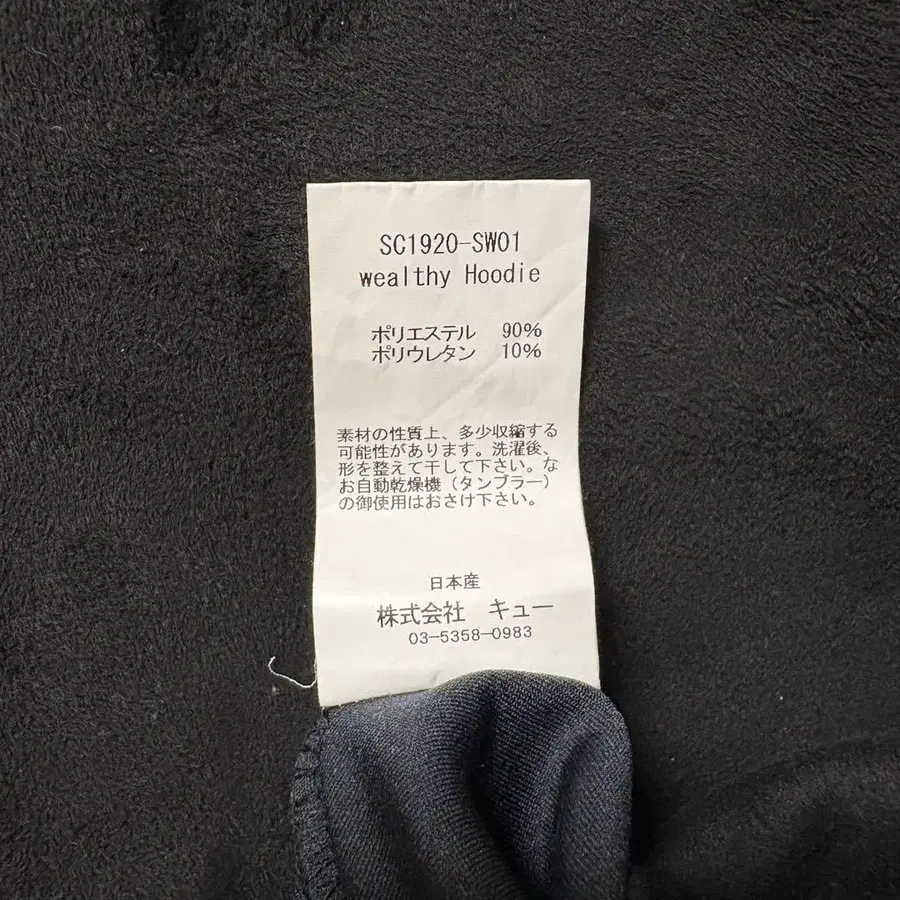 SC1920-SW01
wealthy Hoodie
ポリエステル 90%
ポリウレタン 10%
素材の性質上、多少収縮する
可能性があります。洗濯後、
形を整えて干して下さい。な
お自動乾燥機（タンブラー）
の御使用はおさけ下さい。
日本産
株式会社 キュー
03-5358-0983